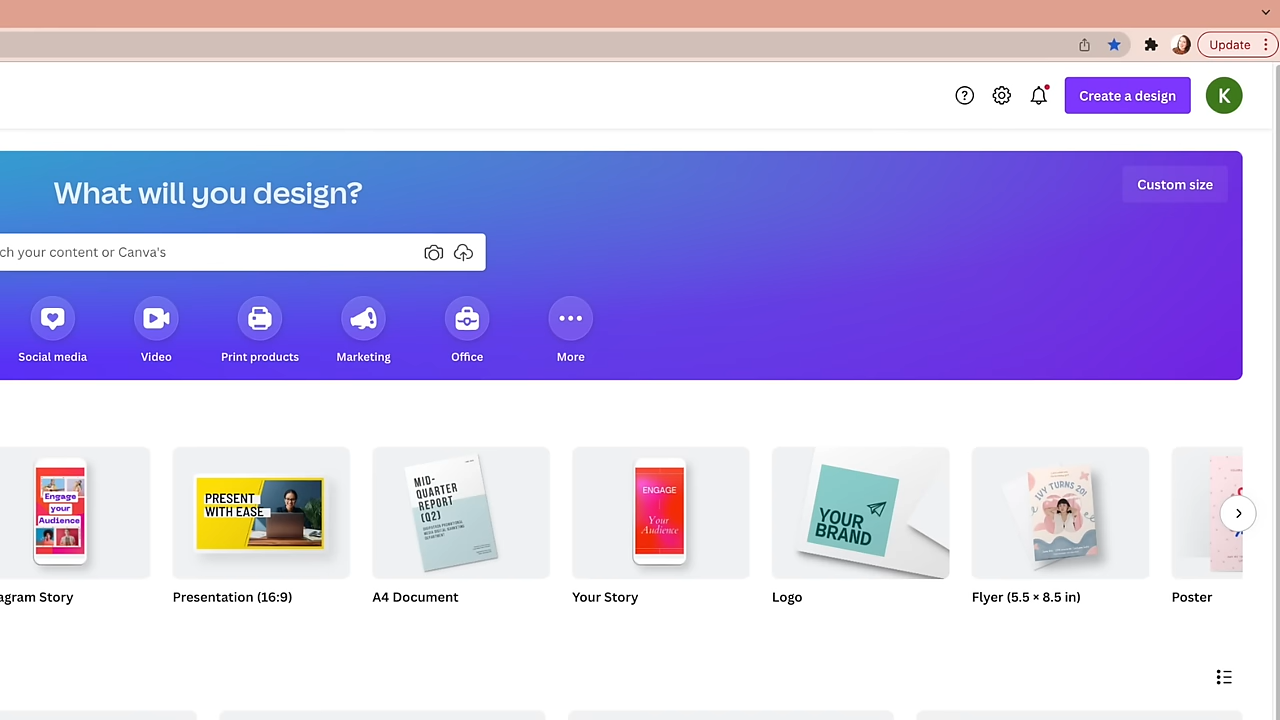 Update
Create a design
K
What will you design?
Custom size
ch your content or Canva's
Social media
Video
Print products
Marketing
Office
More
Engage
your
Audience
PRESENT
WITH EASE
MID-
QUARTER
REPORT
(Q2)
ENGAGE
Your
Audience
YOUR
BRAND
IVY TURNS 20!
agram Story
Presentation (16:9)
A4 Document
Your Story
Logo
Flyer (5.5 × 8.5 in)
Poster